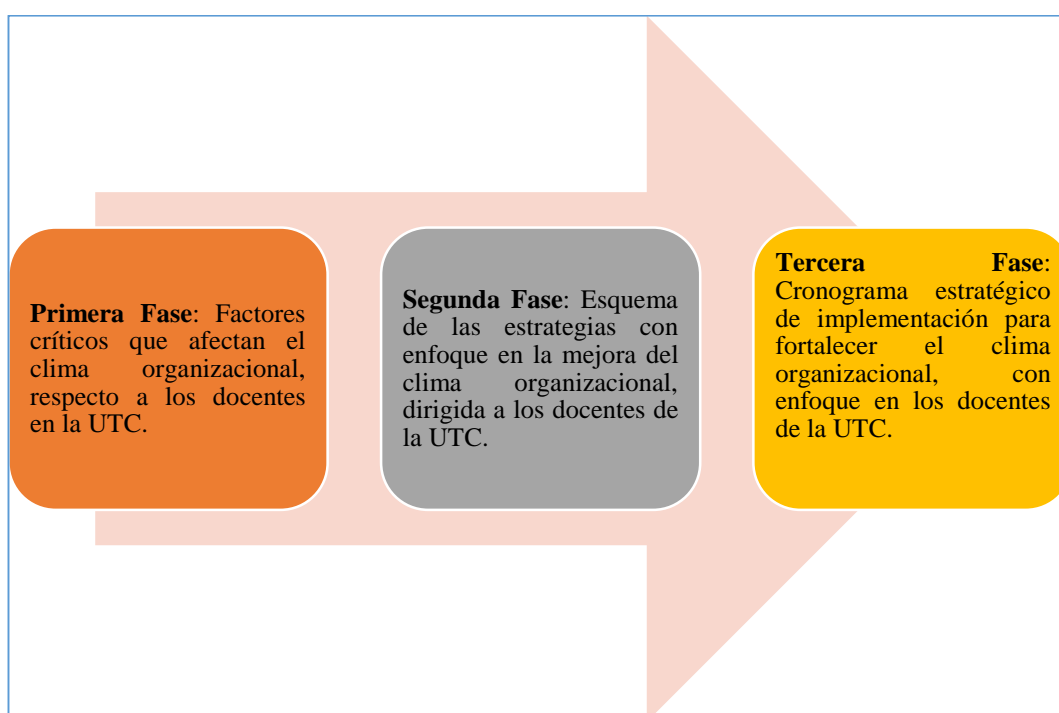 Primera Fase: Factores
críticos que afectan el
clima organizacional,
respecto a los docentes
en la UTC.
Segunda Fase: Esquema
de las estrategias con
enfoque en la mejora del
clima organizacional,
dirigida a los docentes de
la UTC.
Tercera Fase:
Cronograma estratégico
de implementación para
fortalecer el clima
organizacional, con
enfoque en los docentes
de la UTC.